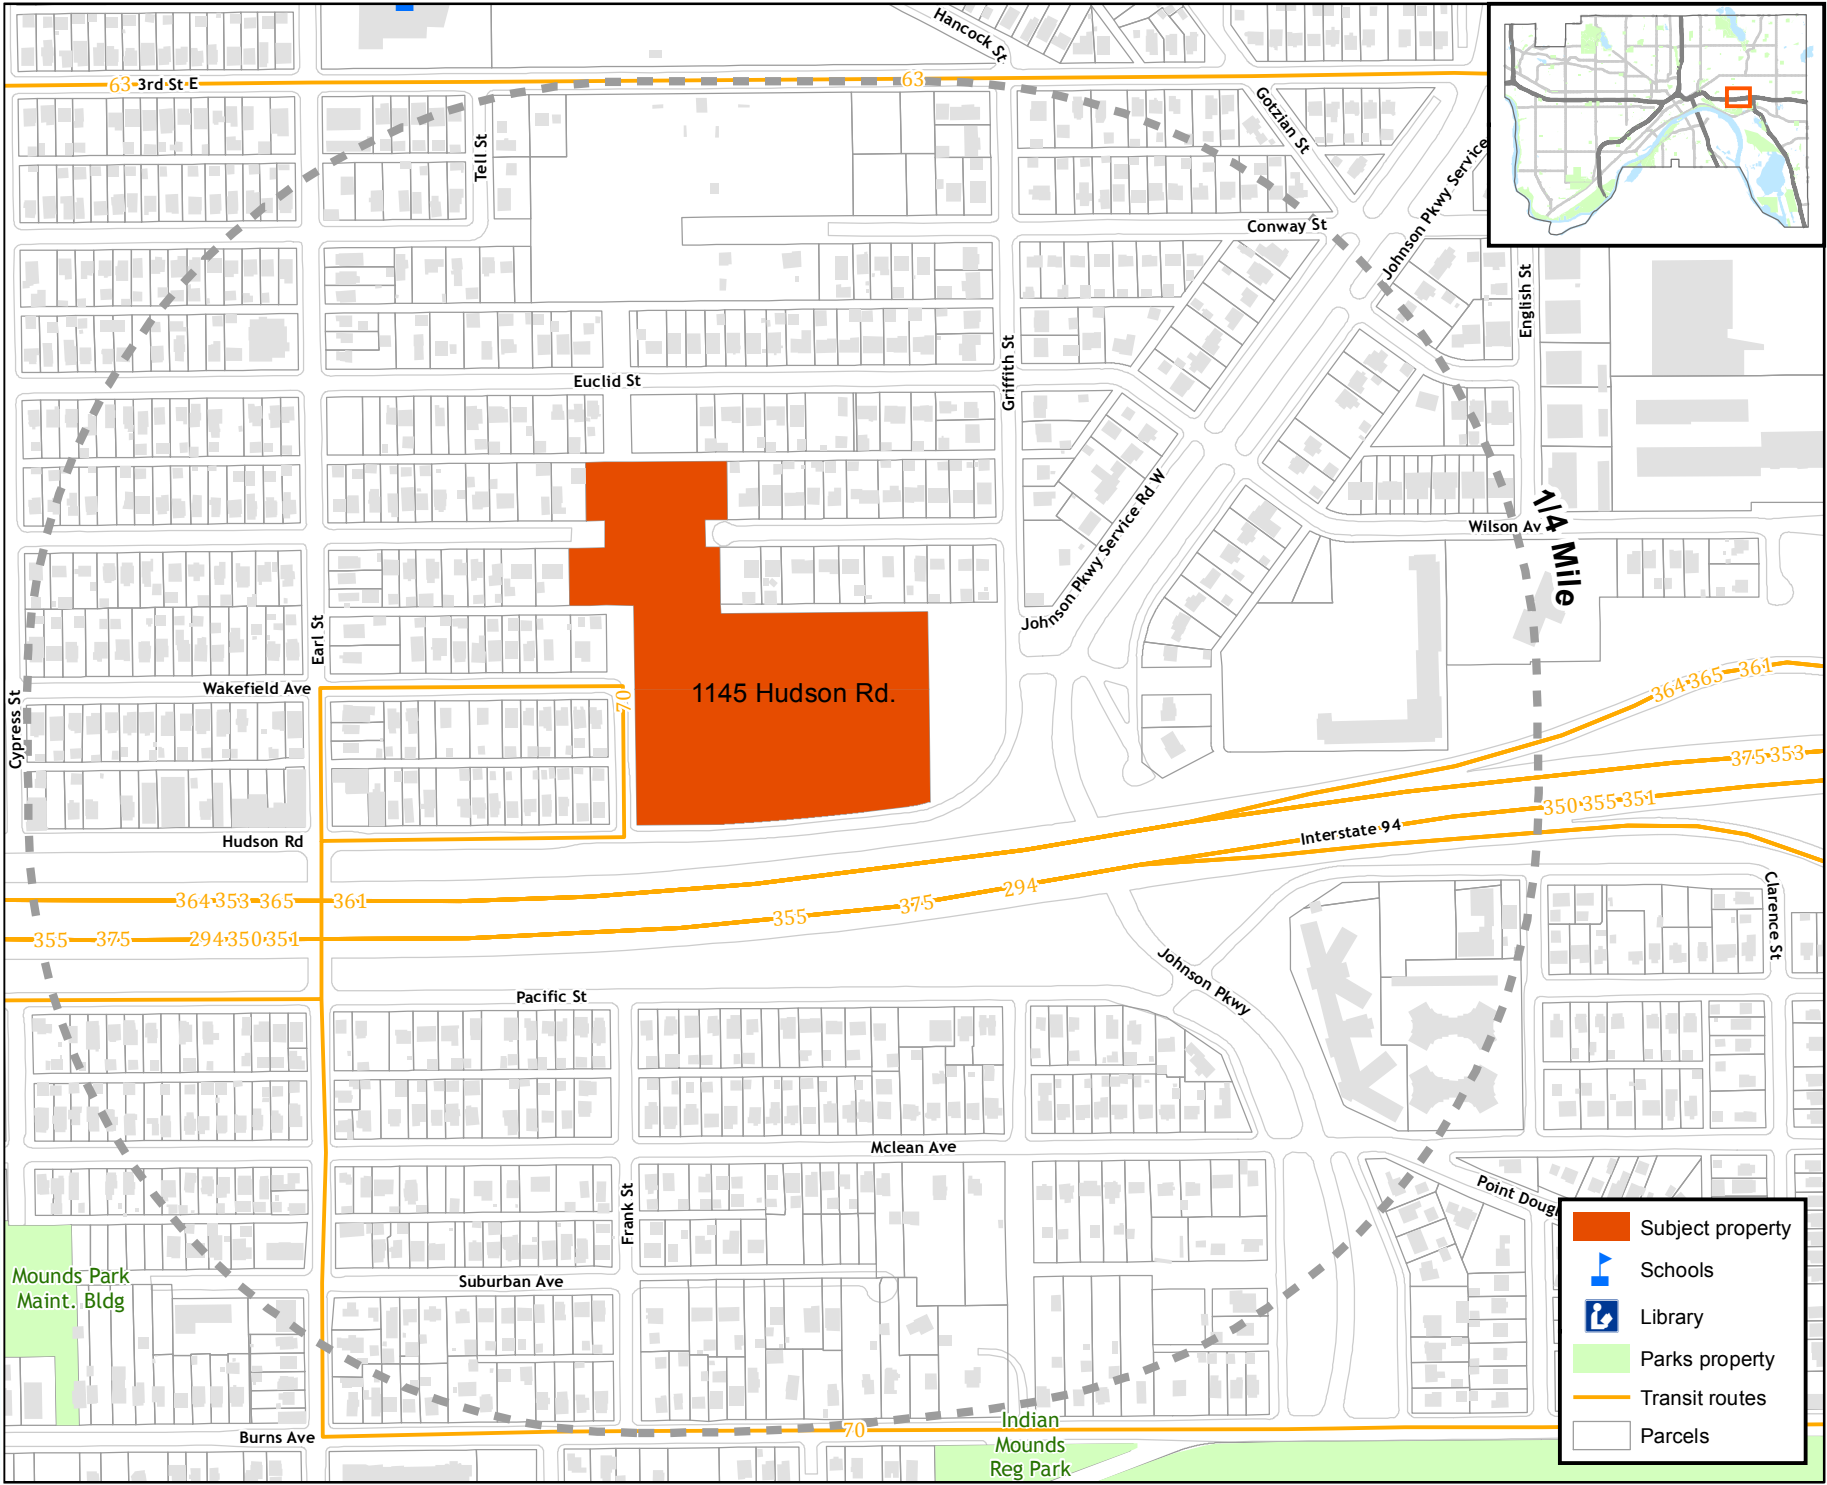 Hancock St
63
3rd St E
63
Gotzian St
Tell St
Johnson Pkwy Service
Conway St
English St
Griffith St
Euclid St
Johnson Pkwy Service Rd W
1/4 Mile
Wilson Av
Earl St
Cypress St
Wakefield Ave
70
1145 Hudson Rd.
364 365 361
375 353
350 355 351
Interstate 94
Hudson Rd
364 353 365 361
294
375
355
355 375 294 350 351
Clarence St
Johnson Pkwy
Pacific St
Mclean Ave
Frank St
Point Doug
Suburban Ave
Mounds Park
Maint. Bldg
Burns Ave
70
Indian
Mounds
Reg Park
Subject property
Schools
Library
Parks property
Transit routes
Parcels